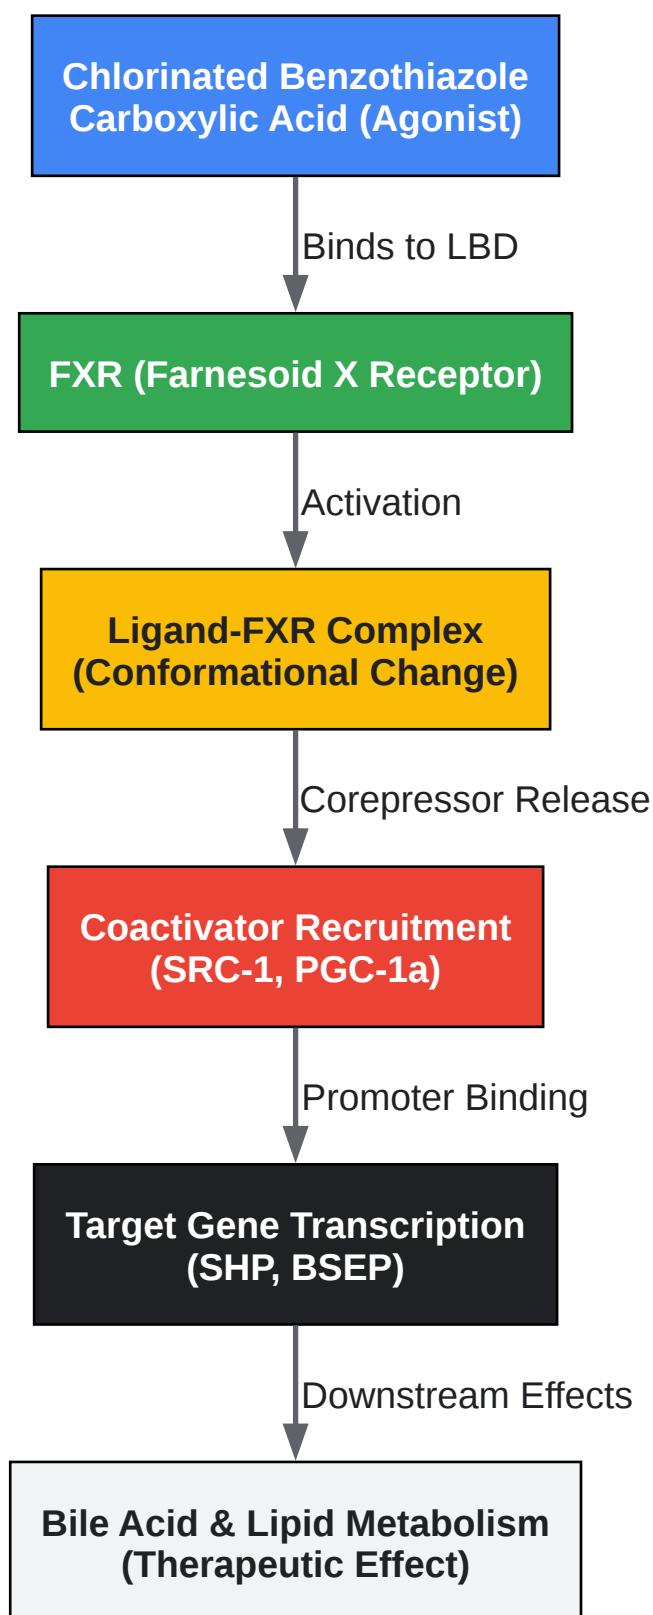 Chlorinated Benzothiazole
Carboxylic Acid (Agonist)
Binds to LBD
FXR (Farnesoid X Receptor)
Activation
Ligand-FXR Complex
(Conformational Change)
Corepressor Release
Coactivator Recruitment
(SRC-1, PGC-1a)
Promoter Binding
Target Gene Transcription
(SHP, BSEP)
Downstream Effects
Bile Acid & Lipid Metabolism
(Therapeutic Effect)